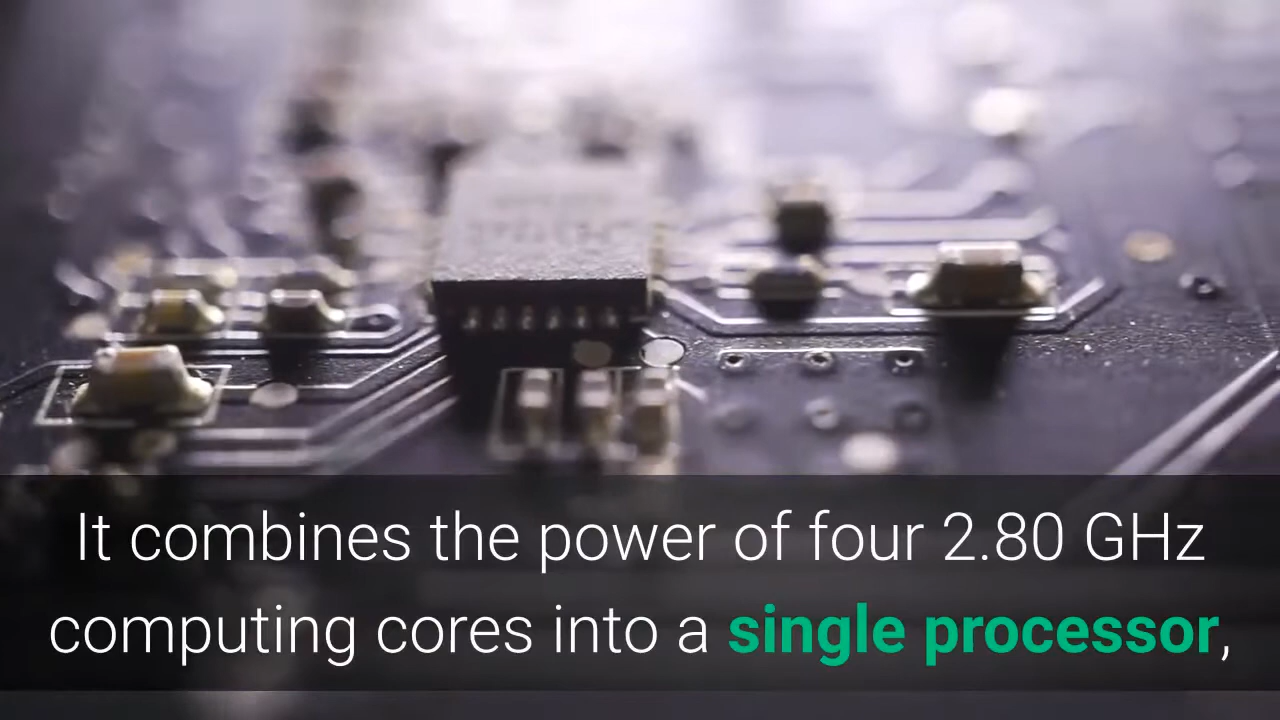 It combines the power of four 2.80 GHz
computing cores into a single processor,